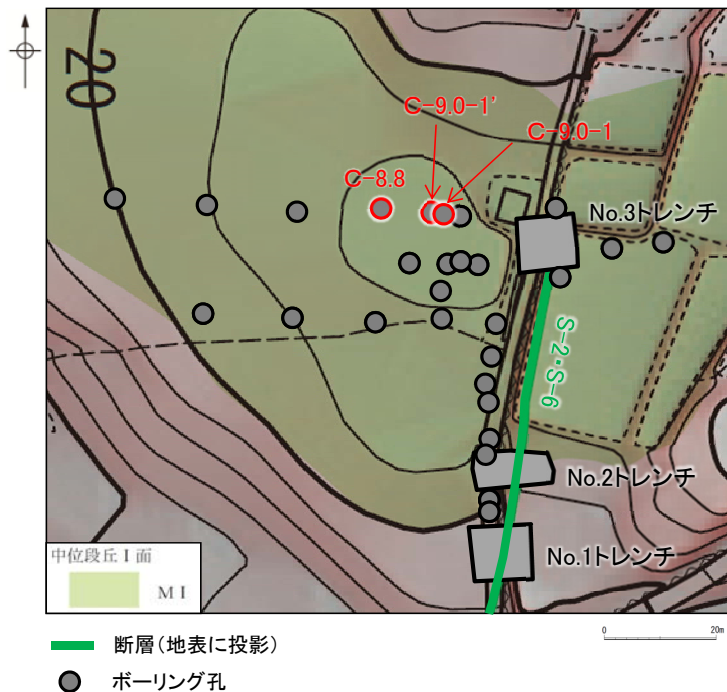 20
C-9.0-1'
C-9.0-1
C-8.8
No.3トレンチ
S-2・S-6
No.2トレンチ
No.1トレンチ
中位段丘Ⅰ面
MⅠ
0 20m
断層(地表に投影)
ボーリング孔